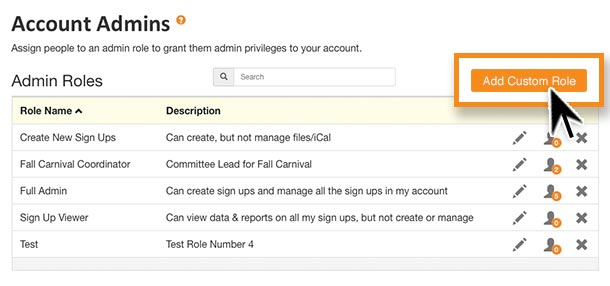 Account Admins ?
Assign people to an admin role to grant them admin privileges to your account.
Admin Roles
Search
Add Custom Role
Role Name Description
Create New Sign Ups Can create, but not manage files/iCal 0
Fall Carnival Coordinator Committee Lead for Fall Carnival 2
Full Admin Can create sign ups and manage all the sign ups in my account 5
Sign Up Viewer Can view data & reports on all my sign ups, but not create or manage 0
Test Test Role Number 4 0